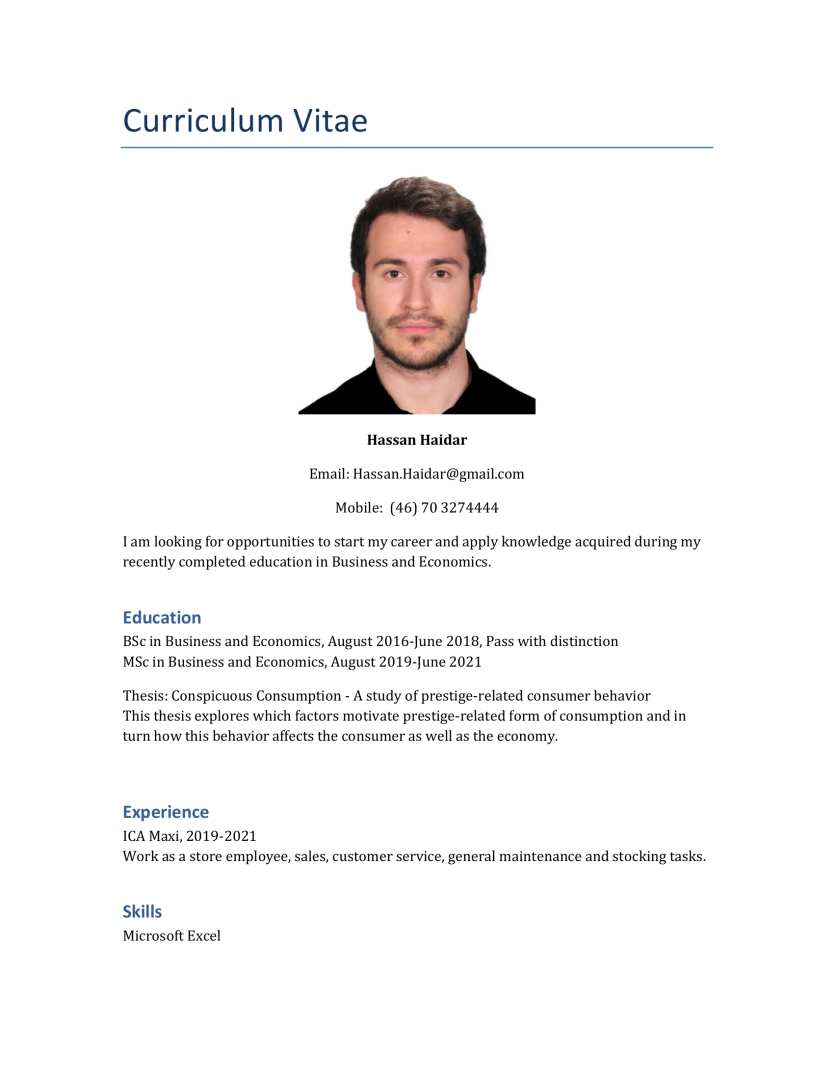 Curriculum Vitae
Hassan Haidar
Email: Hassan.Haidar@gmail.com
Mobile:  (46) 70 3274444
I am looking for opportunities to start my career and apply knowledge acquired during my
recently completed education in Business and Economics.
Education
BSc in Business and Economics, August 2016-June 2018, Pass with distinction
MSc in Business and Economics, August 2019-June 2021
Thesis: Conspicuous Consumption - A study of prestige-related consumer behavior
This thesis explores which factors motivate prestige-related form of consumption and in
turn how this behavior affects the consumer as well as the economy.
Experience
ICA Maxi, 2019-2021
Work as a store employee, sales, customer service, general maintenance and stocking tasks.
Skills
Microsoft Excel